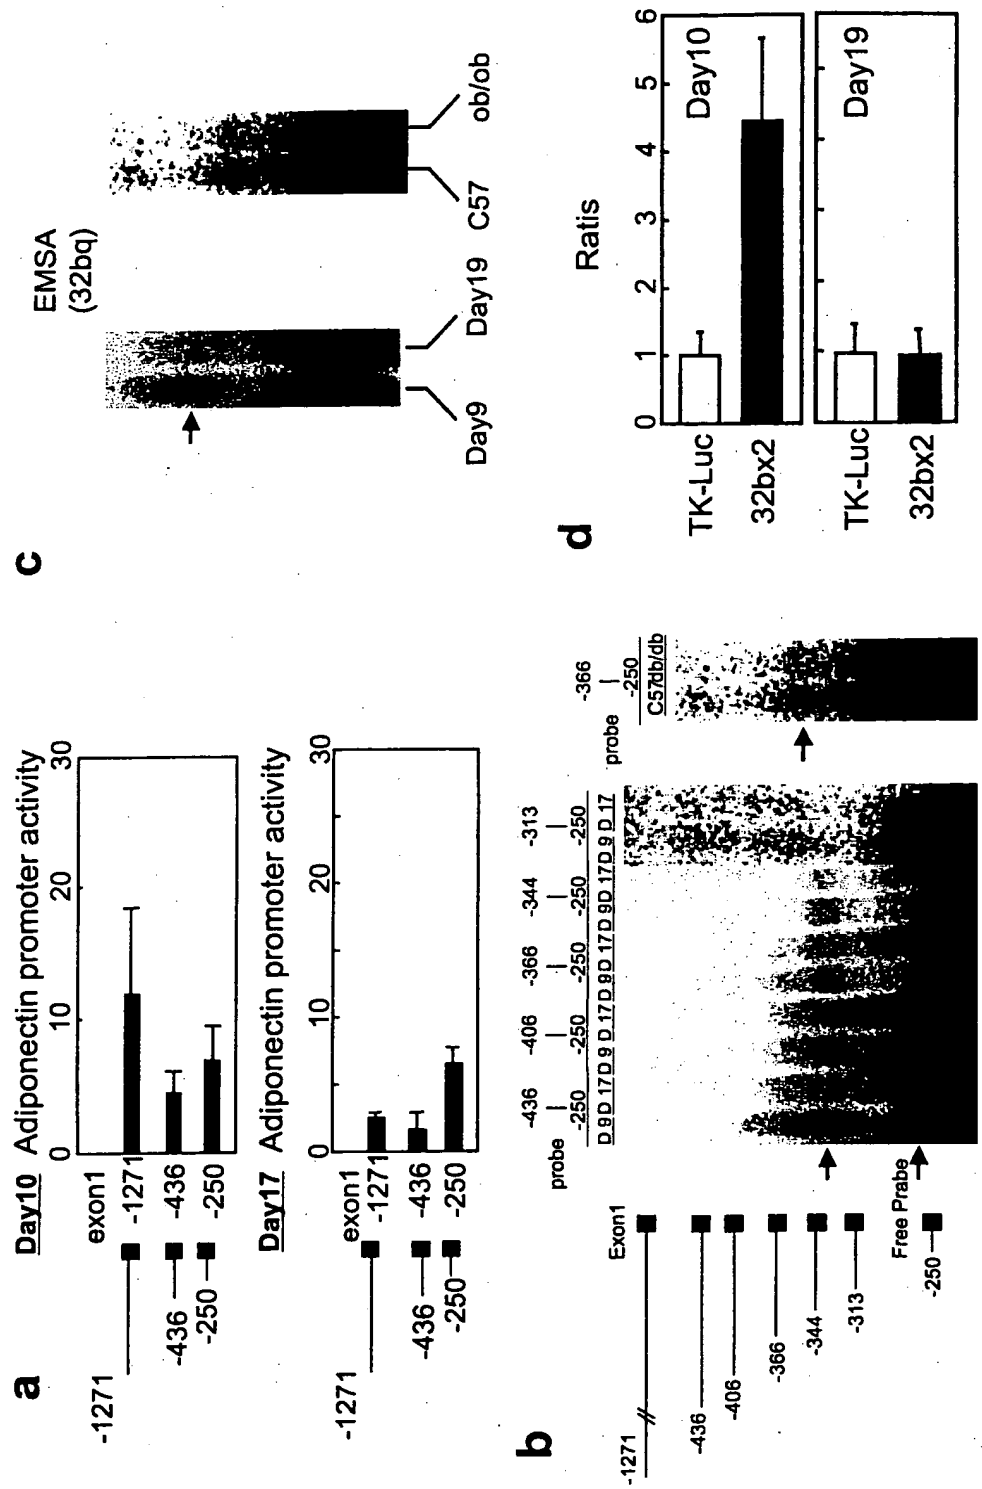 a
Day10 Adiponectin promoter activity
0 10 20 30
exon1
-1271 -1271
-436 -436
-250 -250
Day17 Adiponectin promoter activity
0 10 20 30
exon1
-1271 -1271
-436 -436
-250 -250
b
Exon1
-1271
-436
-406
-366
-344
-313
-250
Free Prabe
probe
-436 -406 -366 -344 -313
-250 -250 -250 -250 -250
D 9 D 17 D 9 D 17 D 9 D 17 D 9 D 17 D 9 D 17
probe
-366
-250
C57db/db
c
EMSA
(32bq)
Day9 Day19 C57 ob/ob
d
Ratis
0 1 2 3 4 5 6
TK-Luc
32bx2
Day10
TK-Luc
32bx2
Day19